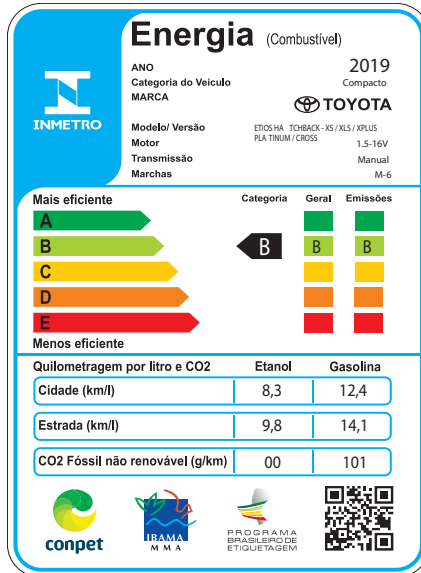 Energia (Combustível)
ANO 2019
Categoria do Veículo Compacto
MARCA
TOYOTA
INMETRO
Modelo/ Versão ETIOS HA TCHBACK - XS / XLS / XPLUS
PLA TINUM / CROSS
Motor 1.5-16V
Transmissão Manual
Marchas M-6
Mais eficiente Categoria Geral Emissões
A
B B B B
C
D
E
Menos eficiente
Quilometragem por litro e CO2 Etanol Gasolina
Cidade (km/l) 8,3 12,4
Estrada (km/l) 9,8 14,1
CO2 Fóssil não renovável (g/km) 00 101
conpet
IBAMA
M M A
PROGRAMA
BRASILEIRO DE
ETIQUETAGEM